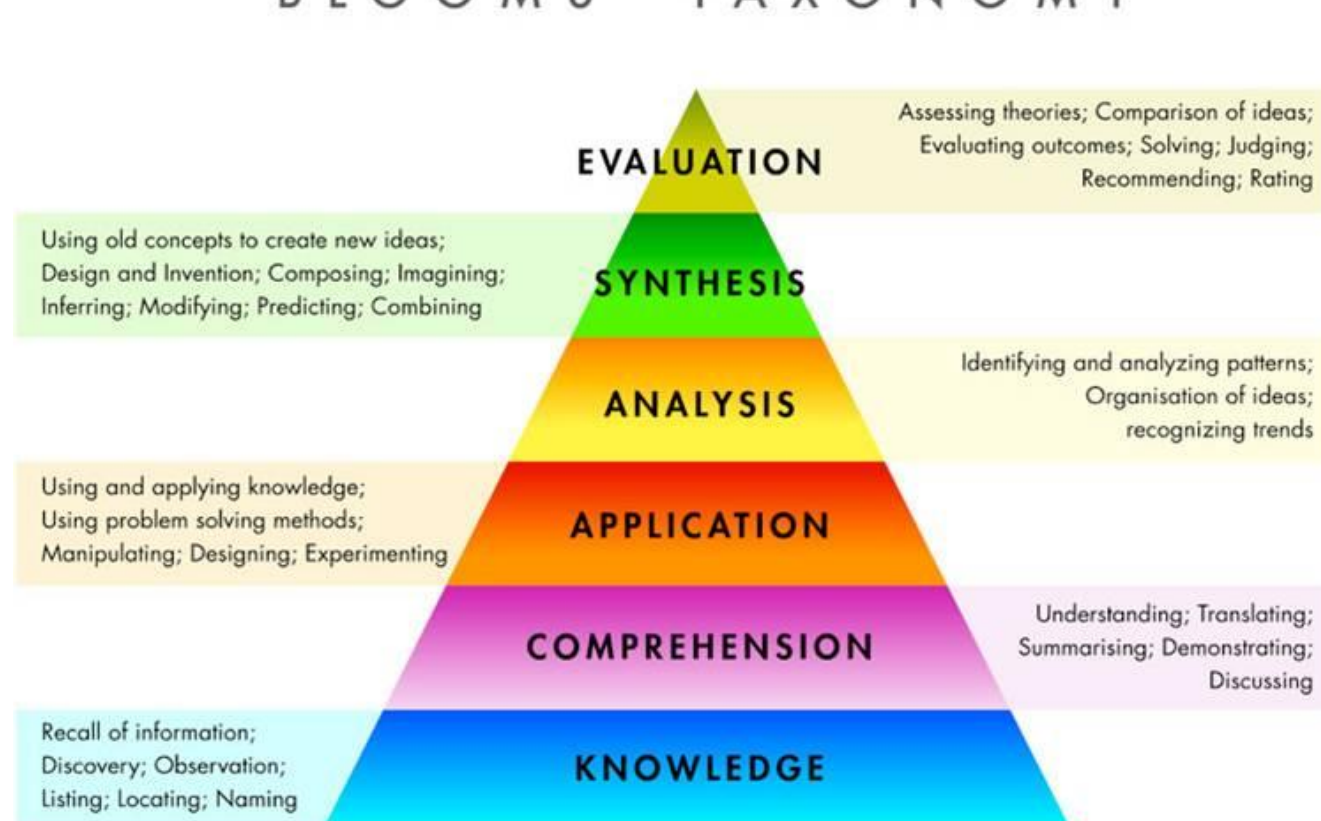 BLOOMS TAXONOMY
EVALUATION
Assessing theories; Comparison of ideas;
Evaluating outcomes; Solving; Judging;
Recommending; Rating
Using old concepts to create new ideas;
Design and Invention; Composing; Imagining;
Inferring; Modifying; Predicting; Combining
SYNTHESIS
ANALYSIS
Identifying and analyzing patterns;
Organisation of ideas;
recognizing trends
Using and applying knowledge;
Using problem solving methods;
Manipulating; Designing; Experimenting
APPLICATION
COMPREHENSION
Understanding; Translating;
Summarising; Demonstrating;
Discussing
Recall of information;
Discovery; Observation;
Listing; Locating; Naming
KNOWLEDGE